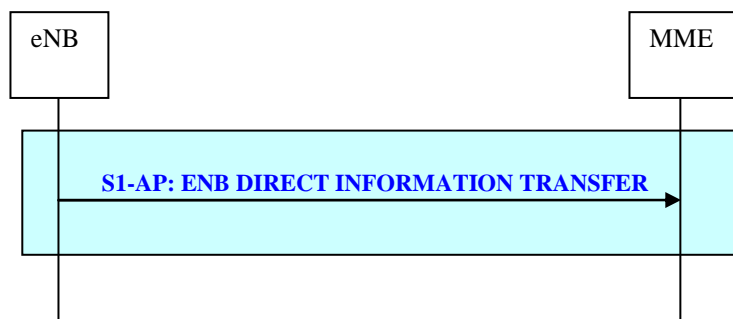 eNB
MME
S1-AP: ENB DIRECT INFORMATION TRANSFER